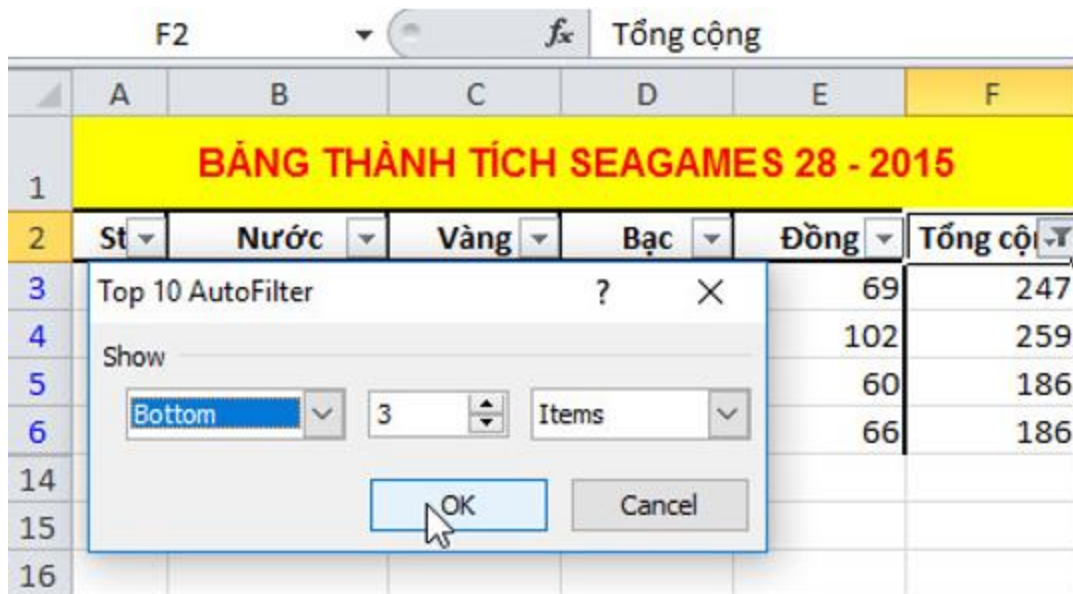 F2 fx Tổng cộng
A B C D E F
1 BẢNG THÀNH TÍCH SEAGAMES 28 - 2015
2 St Nước Vàng Bạc Đồng Tổng cộ
3 69 247
4 102 259
5 60 186
6 66 186
14
15
16
Top 10 AutoFilter ?
Show
Bottom 3 Items
OK Cancel